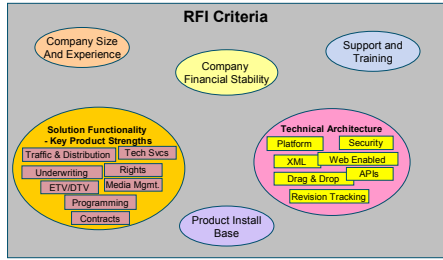 RFI Criteria
Company Size
And Experience
Support and
Training
Company
Financial Stability
Solution Functionality
- Key Product Strengths
Traffic & Distribution
Tech Svcs
Underwriting
Rights
ETV/DTV
Media Mgmt.
Programming
Contracts
Technical Architecture
Platform
Security
XML
Web Enabled
Drag & Drop
APIs
Revision Tracking
Product Install
Base